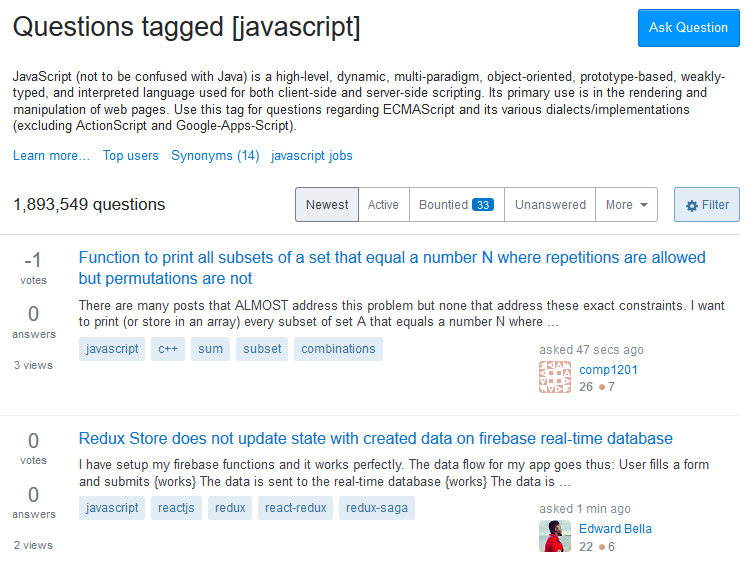 Questions tagged [javascript]
Ask Question
JavaScript (not to be confused with Java) is a high-level, dynamic, multi-paradigm, object-oriented, prototype-based, weakly-
typed, and interpreted language used for both client-side and server-side scripting. Its primary use is in the rendering and
manipulation of web pages. Use this tag for questions regarding ECMAScript and its various dialects/implementations
(excluding ActionScript and Google-Apps-Script).
Learn more… Top users Synonyms (14) javascript jobs
1,893,549 questions
Newest Active Bountied 33 Unanswered More Filter
-1
votes
0
answers
3 views
Function to print all subsets of a set that equal a number N where repetitions are allowed
but permutations are not
There are many posts that ALMOST address this problem but none that address these exact constraints. I want
to print (or store in an array) every subset of set A that equals a number N where ...
javascript c++ sum subset combinations
asked 47 secs ago
comp1201
26 ●7
0
votes
0
answers
2 views
Redux Store does not update state with created data on firebase real-time database
I have setup my firebase functions and it works perfectly. The data flow for my app goes thus: User fills a form
and submits {works} The data is sent to the real-time database {works} The data is ...
javascript reactjs redux react-redux redux-saga
asked 1 min ago
Edward Bella
22 ●6